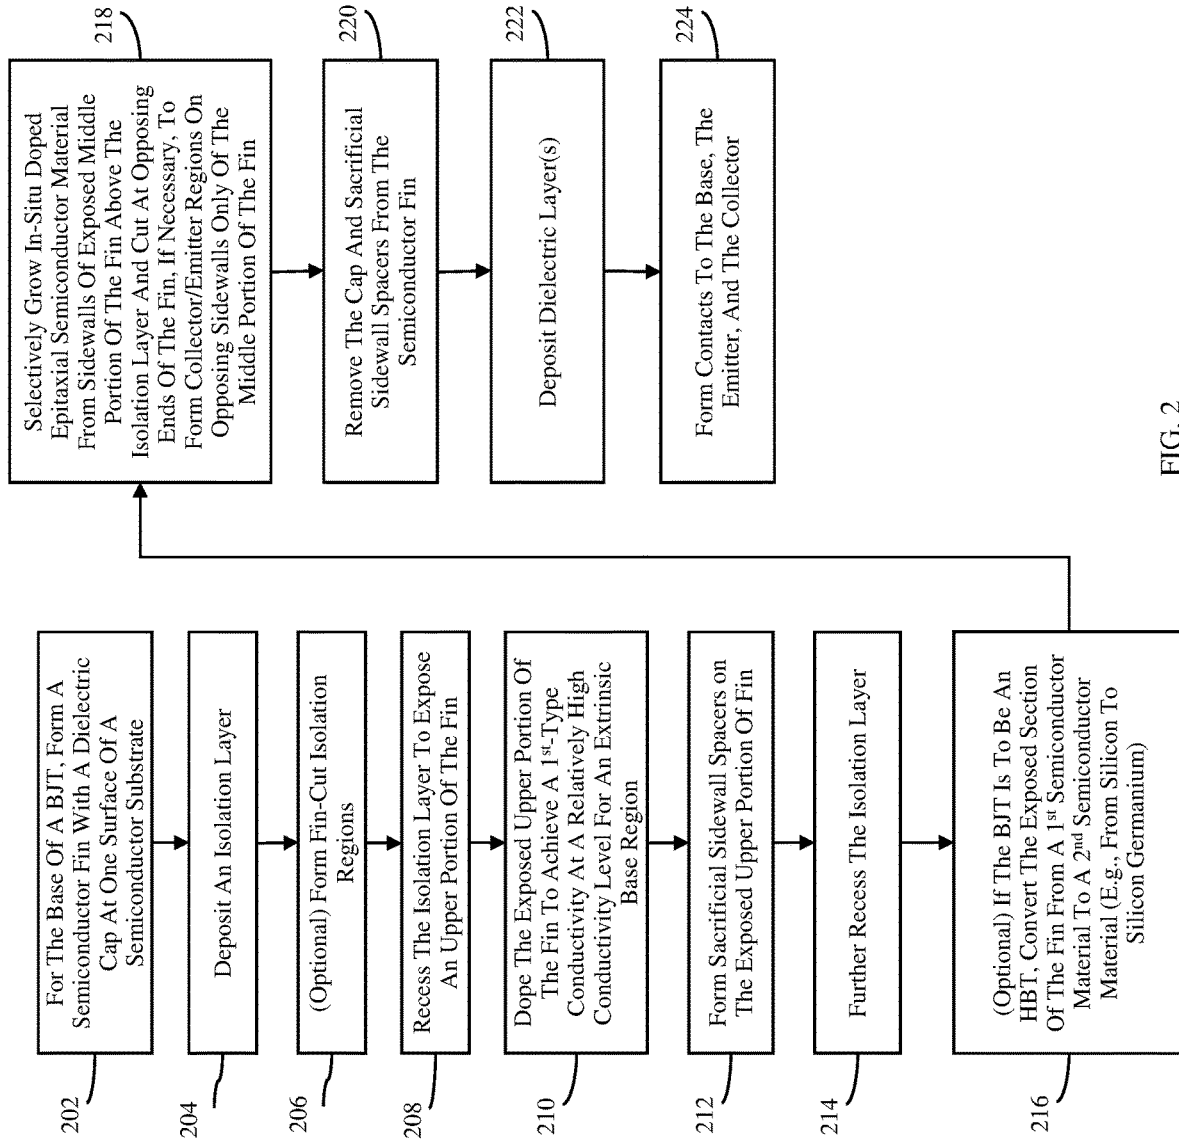 202
For The Base Of A BJT, Form A
Semiconductor Fin With A Dielectric
Cap At One Surface Of A
Semiconductor Substrate
204
Deposit An Isolation Layer
206
(Optional) Form Fin-Cut Isolation
Regions
208
Recess The Isolation Layer To Expose
An Upper Portion Of The Fin
210
Dope The Exposed Upper Portion Of
The Fin To Achieve A 1st-Type
Conductivity At A Relatively High
Conductivity Level For An Extrinsic
Base Region
212
Form Sacrificial Sidewall Spacers on
The Exposed Upper Portion Of Fin
214
Further Recess The Isolation Layer
216
(Optional) If The BJT Is To Be An
HBT, Convert The Exposed Section
Of The Fin From A 1st Semiconductor
Material To A 2nd Semiconductor
Material (E.g., From Silicon To
Silicon Germanium)
218
Selectively Grow In-Situ Doped
Epitaxial Semiconductor Material
From Sidewalls Of Exposed Middle
Portion Of The Fin Above The
Isolation Layer And Cut At Opposing
Ends Of The Fin, If Necessary, To
Form Collector/Emitter Regions On
Opposing Sidewalls Only Of The
Middle Portion Of The Fin
220
Remove The Cap And Sacrificial
Sidewall Spacers From The
Semiconductor Fin
222
Deposit Dielectric Layer(s)
224
Form Contacts To The Base, The
Emitter, And The Collector
FIG. 2